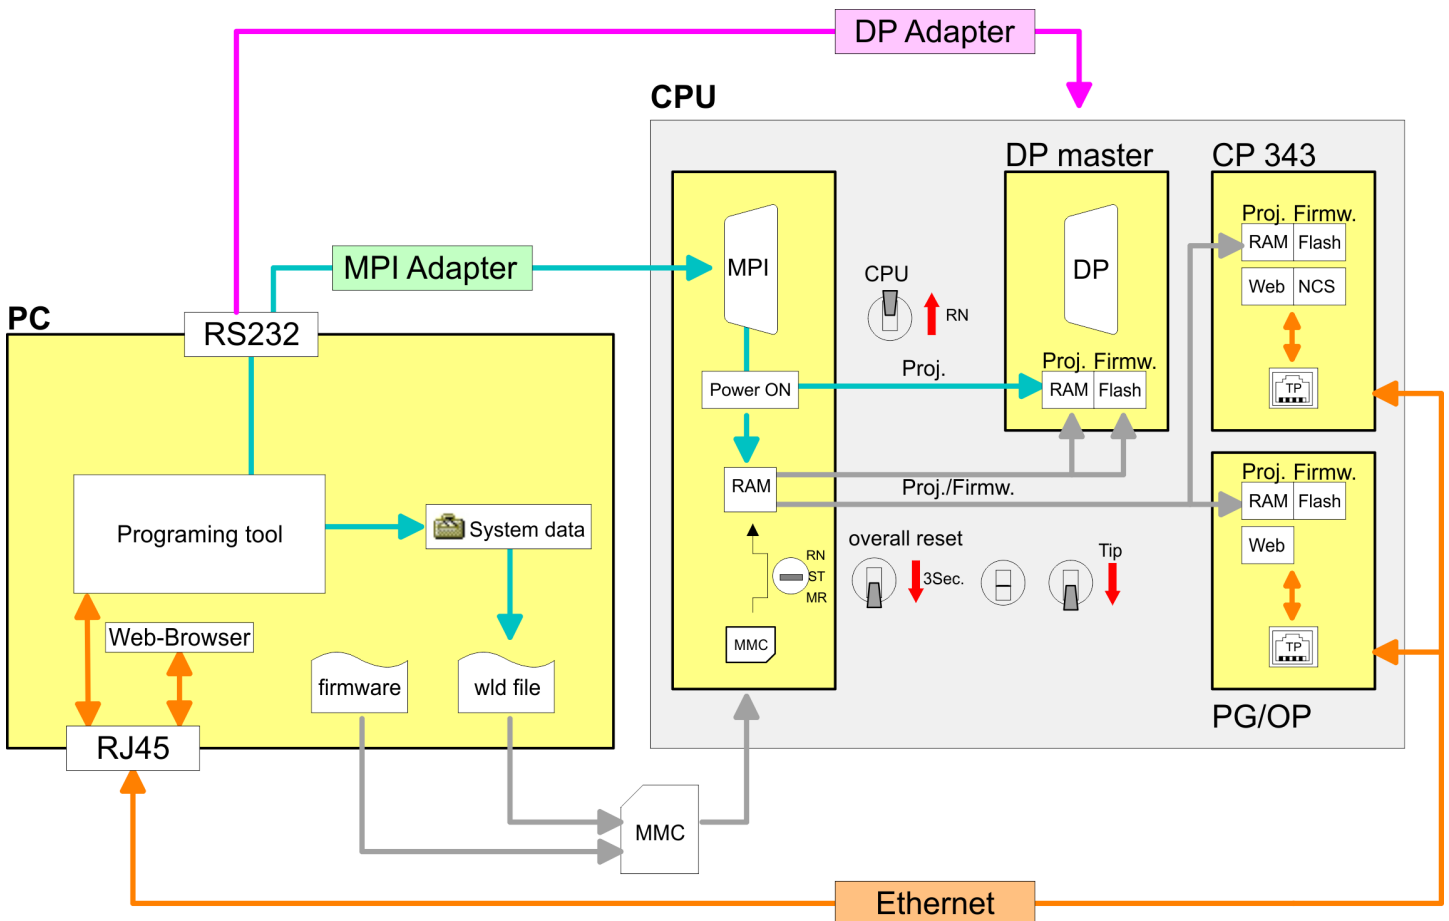 DP Adapter
CPU
DP master
CP 343
Proj. Firmw.
RAM Flash
Web NCS
TP
MPI
DP
CPU
RN
MPI Adapter
PC
RS232
Proj.
Proj. Firmw.
RAM Flash
Power ON
RAM
Proj./Firmw.
Proj. Firmw.
RAM Flash
Web
TP
PG/OP
Programing tool
System data
overall reset
3Sec.
Tip
RN
ST
MR
MMC
Web-Browser
firmware
wld file
RJ45
MMC
Ethernet